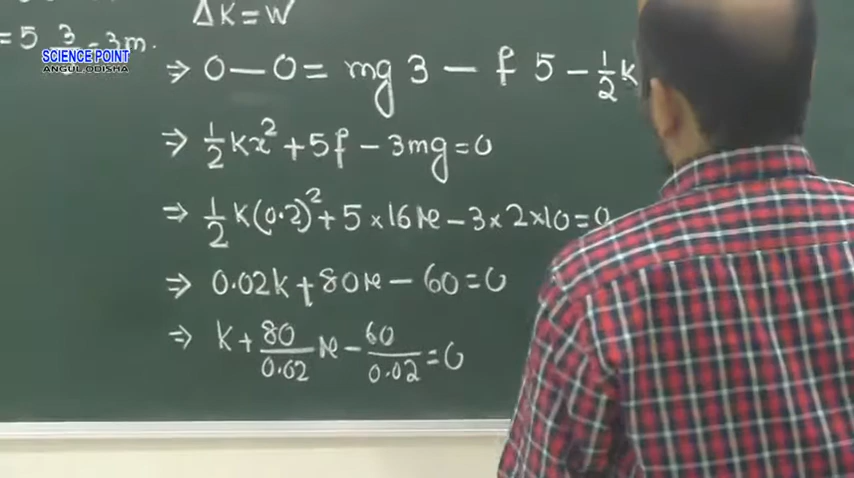 ΔK = W
= 5 3/5 = 3m.
SCIENCE POINT
ANGUL, ODISHA
⇒ 0 — 0 = mg 3 — f 5 — 1/2 k
⇒ 1/2 kx² + 5f — 3mg = 0
⇒ 1/2 k(0.2)² + 5 × 16μ — 3 × 2 × 10 = 0
⇒ 0.02k + 80μ — 60 = 0
⇒ k + 80/0.02 μ — 60/0.02 = 0